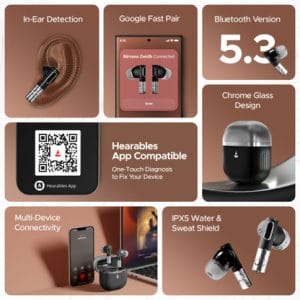 In-Ear Detection
Google Fast Pair
Nirvana Zenith Connected
Bluetooth Version
5.3
Chrome Glass
Design
Hearables
App Compatible
One-Touch Diagnosis
to Fix Your Device
Hearables App
Multi-Device
Connectivity
IPX5 Water &
Sweat Shield